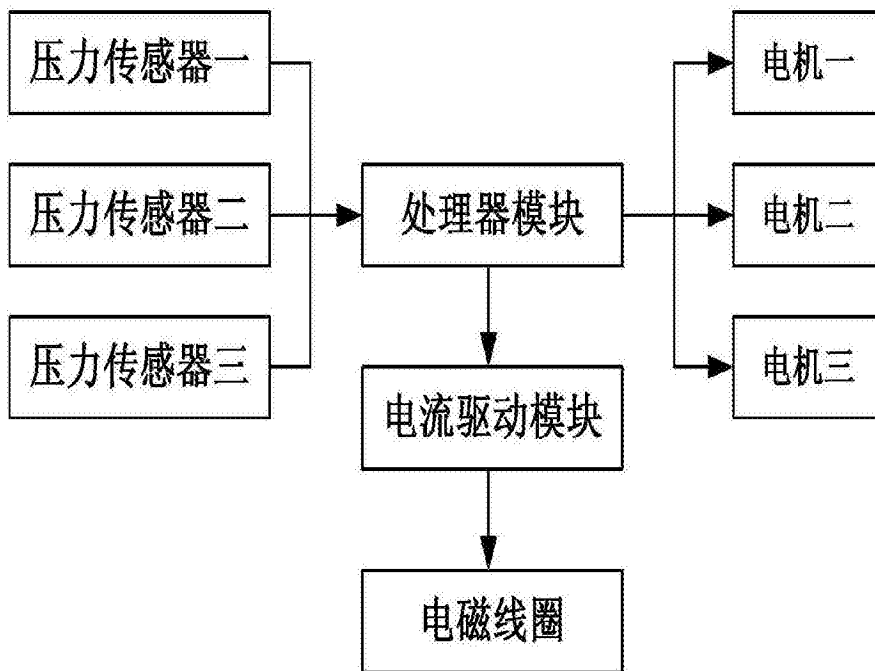 压力传感器一
电机一
压力传感器二
处理器模块
电机二
压力传感器三
电机三
电流驱动模块
电磁线圈